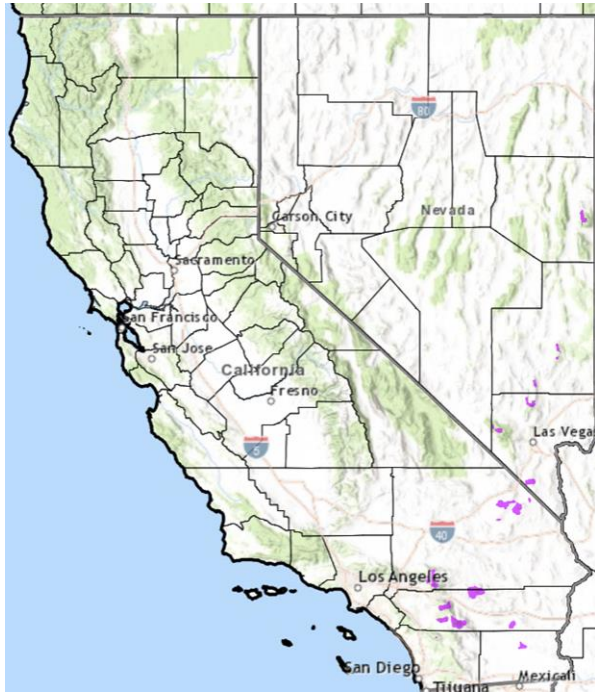 80
Carson City
Nevada
Sacramento
San Francisco
San Jose
California
Fresno
Las Vegas
5
40
Los Angeles
San Diego
Tijuana
Mexicali